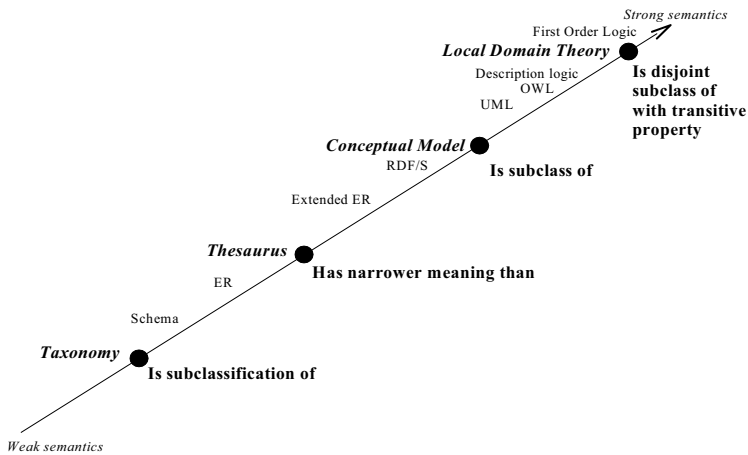 Strong semantics
First Order Logic
Local Domain Theory
Is disjoint
subclass of
with transitive
property
Description logic
OWL
UML
Conceptual Model
Is subclass of
RDF/S
Extended ER
Thesaurus
Has narrower meaning than
ER
Schema
Taxonomy
Is subclassification of
Weak semantics